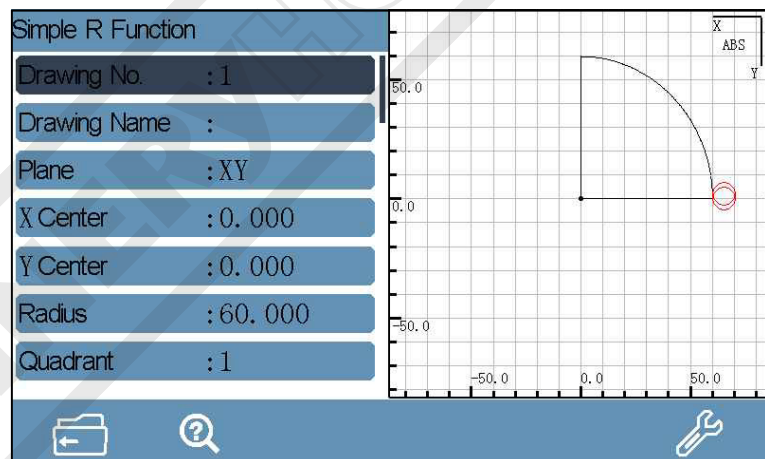 Simple R Function
Drawing No. :1
Drawing Name :
Plane :XY
X Center :0.000
Y Center :0.000
Radius :60.000
Quadrant :1
X
ABS
Y
50.0
0.0
-50.0
-50.0 0.0 50.0